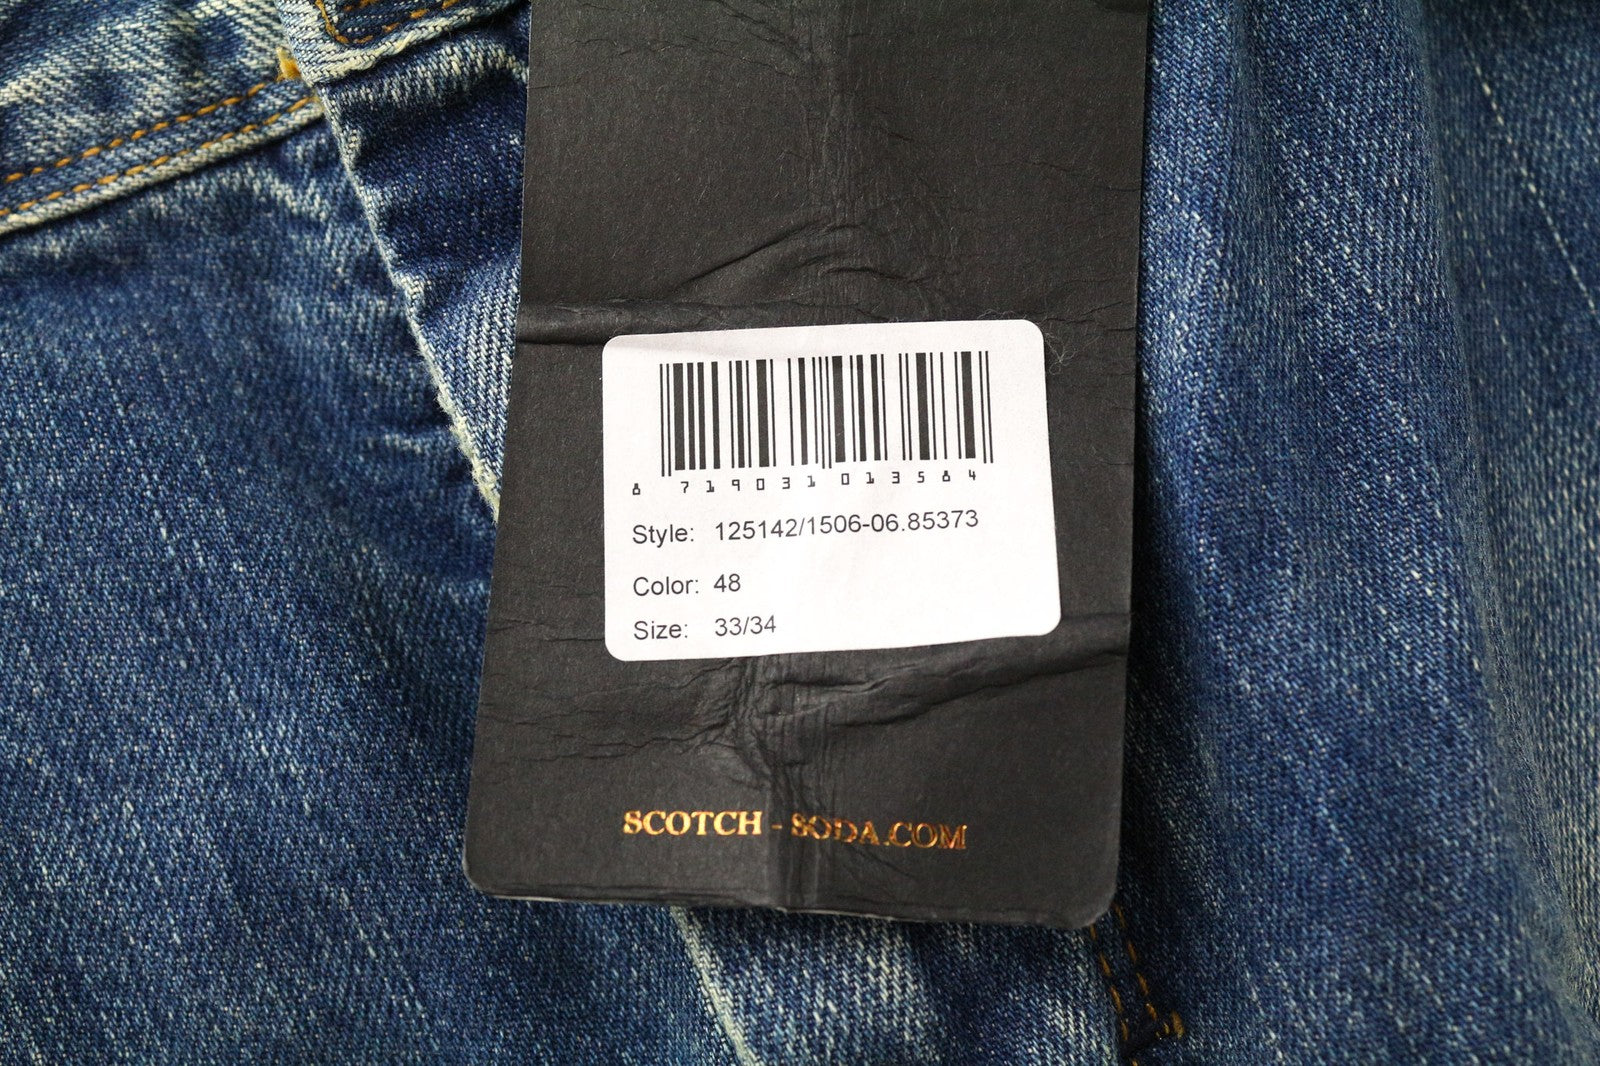 8 719031 013584
Style: 125142/1506-06.85373
Color: 48
Size: 33/34
SCOTCH - SODA.COM